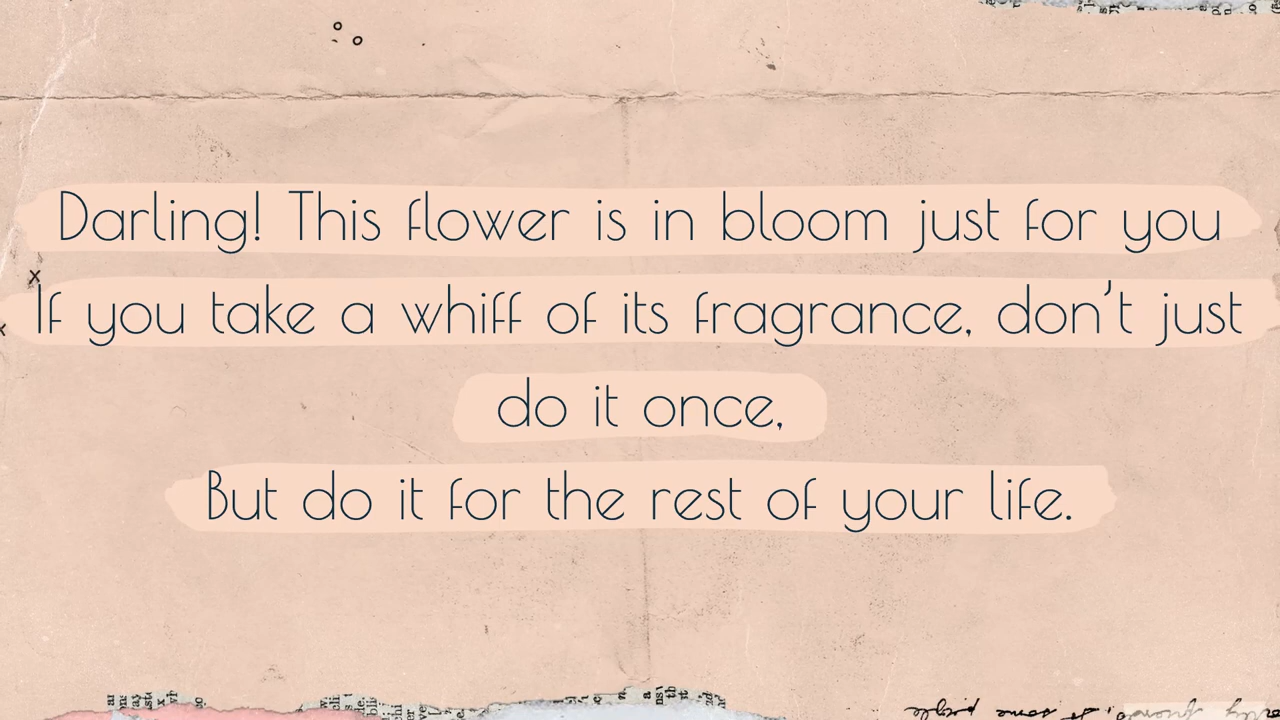 Darling! This flower is in bloom just for you
If you take a whiff of its fragrance, don't just
do it once,
But do it for the rest of your life.